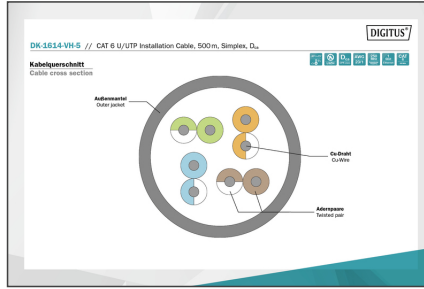 DIGITUS®
DK-1614-VH-5 // CAT 6 U/UTP Installation Cable, 500 m, Simplex, Dca
Kabelquerschnitt
Cable cross section
Außenmantel
Outer jacket
Cu-Draht
Cu-Wire
Adernpaare
Twisted pair